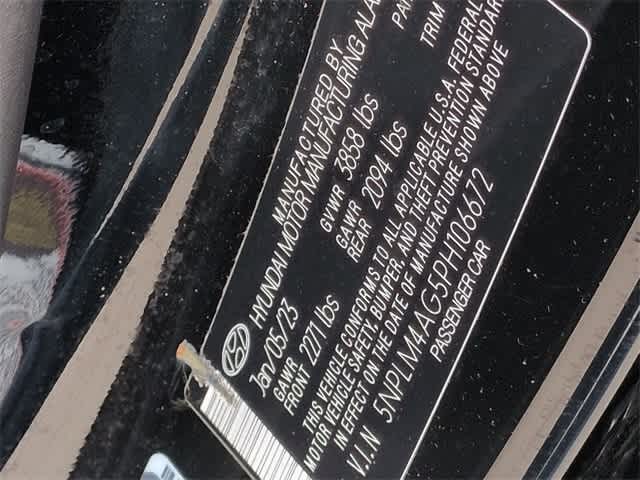 MANUFACTURED BY
HYUNDAI MOTOR MANUFACTURING ALA
Jan/05/23
GVWR 3858 lbs
PA
TRIM
GAWR FRONT 2271 lbs
GAWR REAR 2094 lbs
THIS VEHICLE CONFORMS TO ALL APPLICABLE U.S.A. FEDERAL
MOTOR VEHICLE SAFETY, BUMPER, AND THEFT PREVENTION STANDARD
IN EFFECT ON THE DATE OF MANUFACTURE SHOWN ABOVE
V.I.N 5NPLM4AG5PH106672
PASSENGER CAR